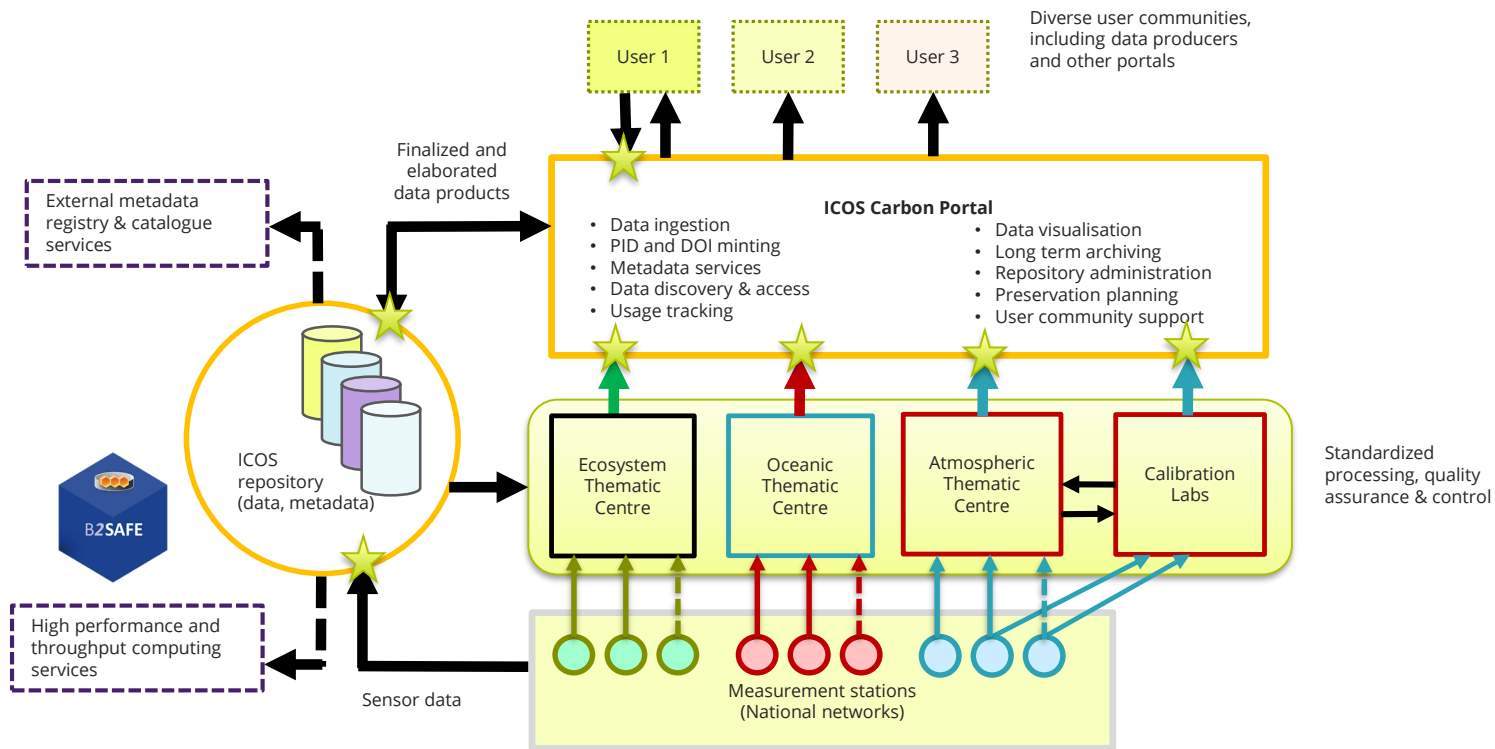 Diverse user communities,
including data producers
and other portals
User 1
User 2
User 3
Finalized and
elaborated
data products
External metadata
registry & catalogue
services
ICOS Carbon Portal
• Data ingestion
• PID and DOI minting
• Metadata services
• Data discovery & access
• Usage tracking
• Data visualisation
• Long term archiving
• Repository administration
• Preservation planning
• User community support
ICOS
repository
(data, metadata)
B2SAFE
Ecosystem
Thematic
Centre
Oceanic
Thematic
Centre
Atmospheric
Thematic
Centre
Calibration
Labs
Standardized
processing, quality
assurance & control
High performance and
throughput computing
services
Sensor data
Measurement stations
(National networks)